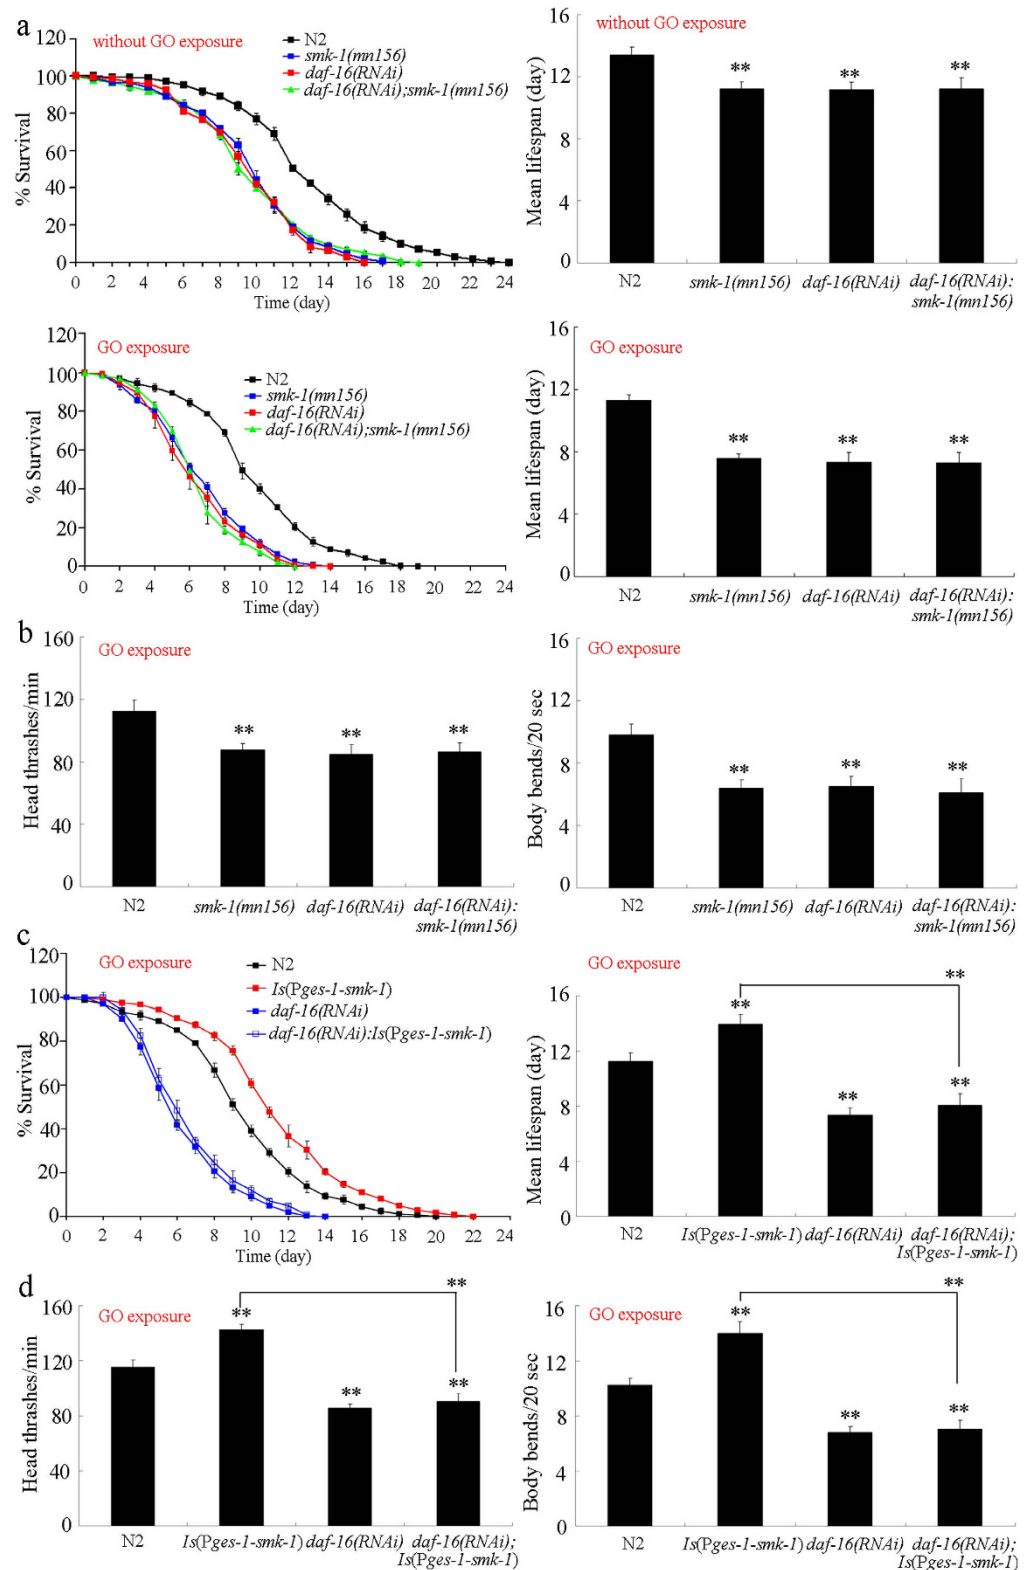 a
120
100
80
60
40
20
0
% Survival
without GO exposure
N2
smk-1(mn156)
daf-16(RNAi)
daf-16(RNAi);smk-1(mn156)
0 2 4 6 8 10 12 14 16 18 20 22 24
Time (day)
16
12
8
4
0
Mean lifespan (day)
without GO exposure
** ** **
N2 smk-1(mn156) daf-16(RNAi) daf-16(RNAi):
smk-1(mn156)
120
100
80
60
40
20
0
% Survival
GO exposure
N2
smk-1(mn156)
daf-16(RNAi)
daf-16(RNAi);smk-1(mn156)
0 2 4 6 8 10 12 14 16 18 20 22 24
Time (day)
16
12
8
4
0
Mean lifespan (day)
GO exposure
** ** **
N2 smk-1(mn156) daf-16(RNAi) daf-16(RNAi):
smk-1(mn156)
b
160
120
80
40
0
Head thrashes/min
GO exposure
** ** **
N2 smk-1(mn156) daf-16(RNAi) daf-16(RNAi):
smk-1(mn156)
16
12
8
4
0
Body bends/20 sec
GO exposure
** ** **
N2 smk-1(mn156) daf-16(RNAi) daf-16(RNAi):
smk-1(mn156)
c
120
100
80
60
40
20
0
% Survival
GO exposure
N2
Is(Pges-1-smk-1)
daf-16(RNAi)
daf-16(RNAi):Is(Pges-1-smk-1)
0 2 4 6 8 10 12 14 16 18 20 22 24
Time (day)
16
12
8
4
0
Mean lifespan (day)
GO exposure
**
** ** **
N2 Is(Pges-1-smk-1) daf-16(RNAi) daf-16(RNAi);
Is(Pges-1-smk-1)
d
160
120
80
40
0
Head thrashes/min
GO exposure
**
** ** **
N2 Is(Pges-1-smk-1) daf-16(RNAi) daf-16(RNAi);
Is(Pges-1-smk-1)
16
12
8
4
0
Body bends/20 sec
GO exposure
**
** ** **
N2 Is(Pges-1-smk-1) daf-16(RNAi) daf-16(RNAi);
Is(Pges-1-smk-1)